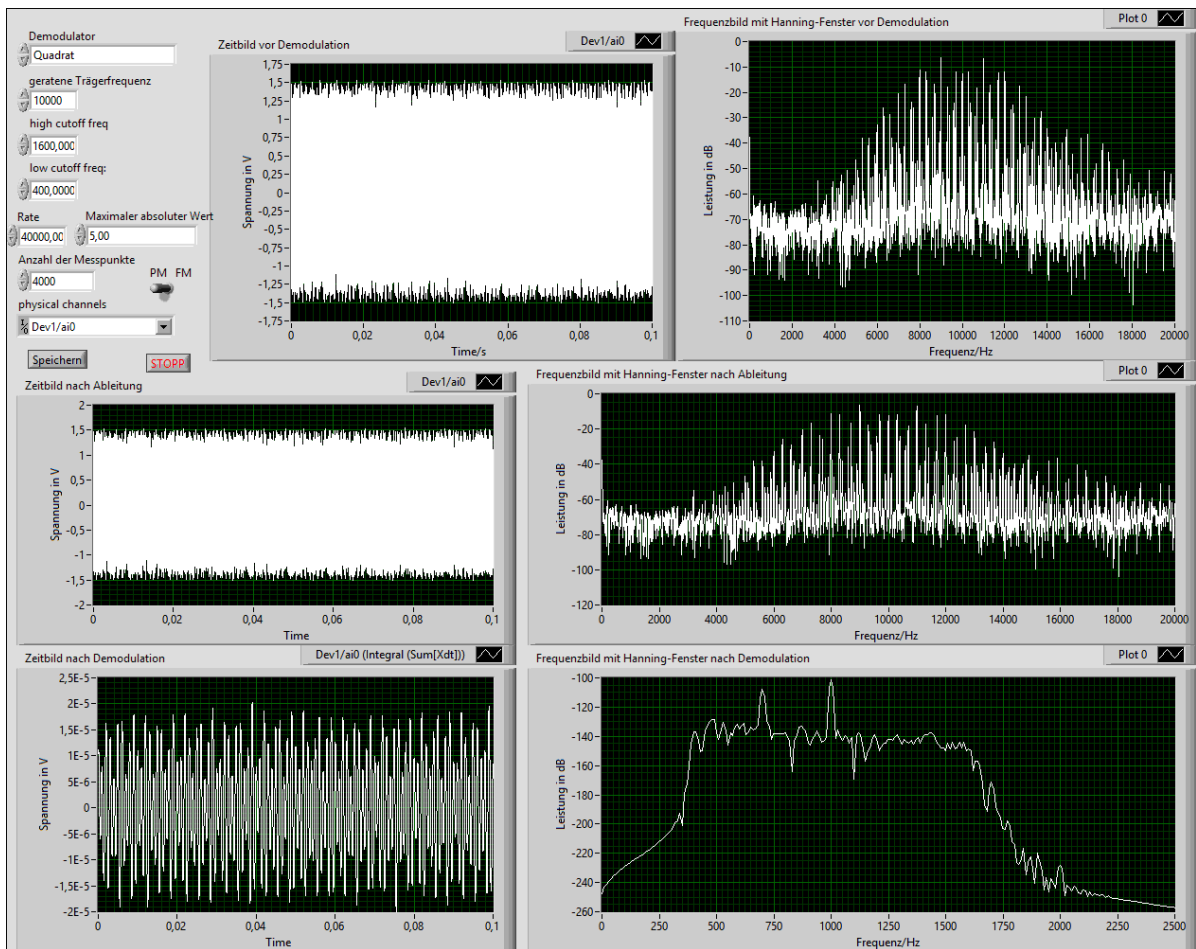 Demodulator
Quadrat
geratene Trägerfrequenz
10000
high cutoff freq
1600,000
low cutoff freq:
400,0000
Rate
Maximaler absoluter Wert
40000,00
5,00
Anzahl der Messpunkte
4000
PM FM
physical channels
Dev1/ai0
Speichern
STOPP
Zeitbild vor Demodulation
Dev1/ai0
Spannung in V
1,75
1,5
1,25
1
0,75
0,5
0,25
0
-0,25
-0,5
-0,75
-1
-1,25
-1,5
-1,75
0 0,02 0,04 0,06 0,08 0,1
Time/s
Frequenzbild mit Hanning-Fenster vor Demodulation
Plot 0
Leistung in dB
0
-10
-20
-30
-40
-50
-60
-70
-80
-90
-100
-110
0 2000 4000 6000 8000 10000 12000 14000 16000 18000 20000
Frequenz/Hz
Zeitbild nach Ableitung
Dev1/ai0
Spannung in V
2
1,5
1
0,5
0
-0,5
-1
-1,5
-2
0 0,02 0,04 0,06 0,08 0,1
Time
Frequenzbild mit Hanning-Fenster nach Ableitung
Plot 0
Leistung in dB
0
-20
-40
-60
-80
-100
-120
0 2000 4000 6000 8000 10000 12000 14000 16000 18000 20000
Frequenz/Hz
Zeitbild nach Demodulation
Dev1/ai0 (Integral (Sum[Xdt]))
Spannung in V
2,5E-5
2E-5
1,5E-5
1E-5
5E-6
0
-5E-6
-1E-5
-1,5E-5
-2E-5
0 0,02 0,04 0,06 0,08 0,1
Time
Frequenzbild mit Hanning-Fenster nach Demodulation
Plot 0
Leistung in dB
-100
-120
-140
-160
-180
-200
-220
-240
-260
0 250 500 750 1000 1250 1500 1750 2000 2250 2500
Frequenz/Hz